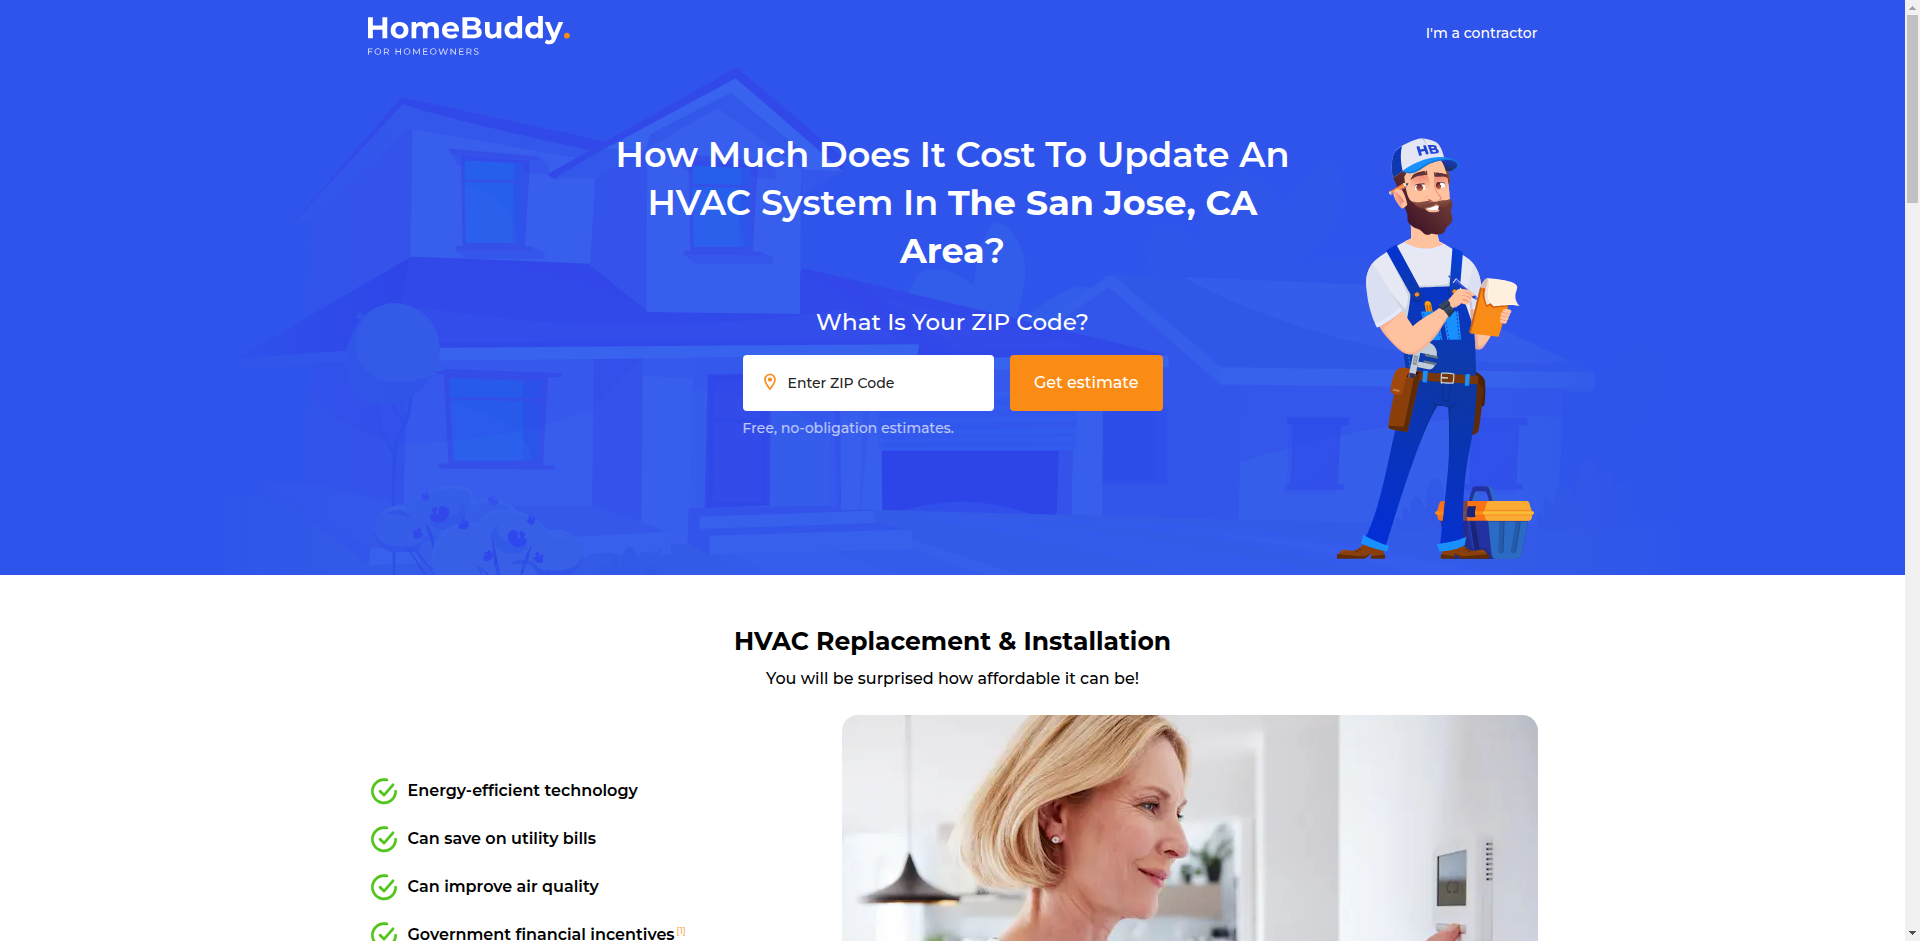 HomeBuddy.
FOR HOMEOWNERS
I'm a contractor
HB
How Much Does It Cost To Update An
HVAC System In The San Jose, CA
Area?
What Is Your ZIP Code?
Enter ZIP Code
Get estimate
Free, no-obligation estimates.
HVAC Replacement & Installation
You will be surprised how affordable it can be!
Energy-efficient technology
Can save on utility bills
Can improve air quality
Government financial incentives [1]